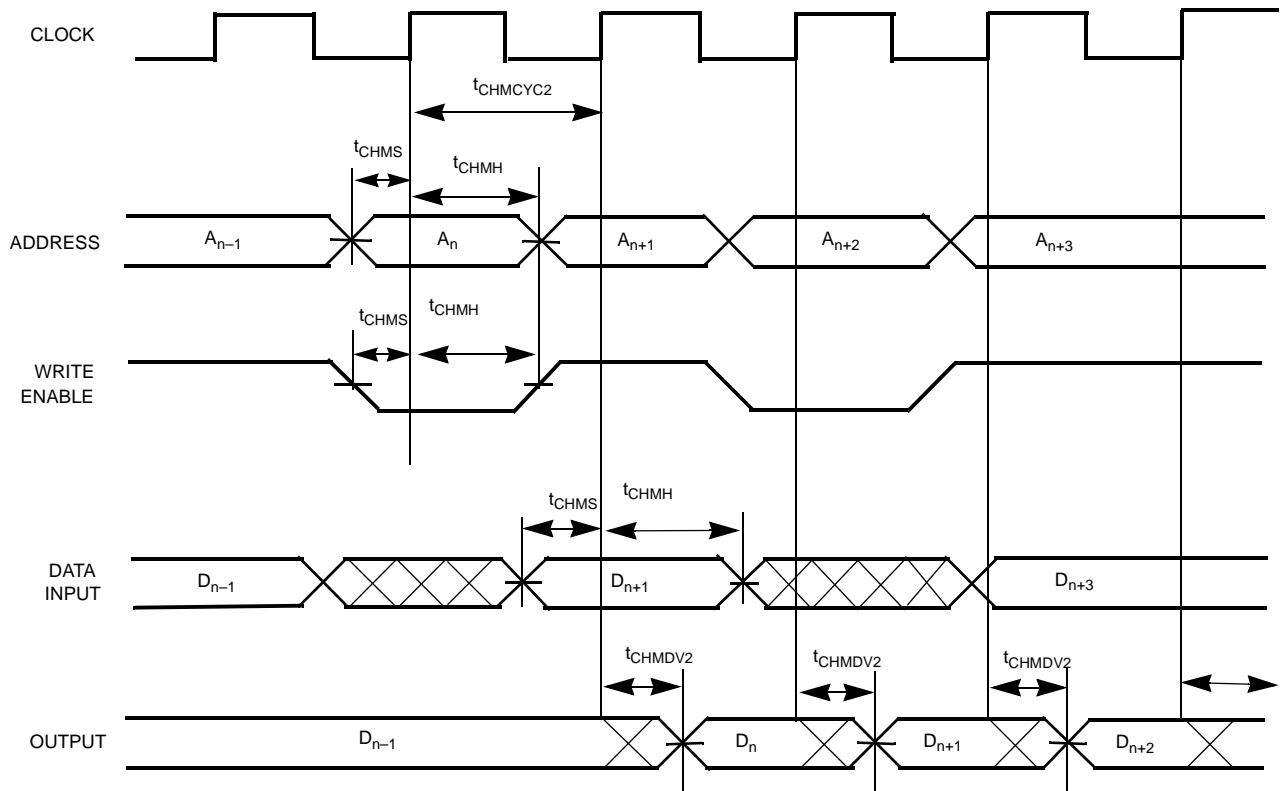 CLOCK
tCHMCYC2
tCHMS
tCHMH
ADDRESS
An–1
An
An+1
An+2
An+3
tCHMS
tCHMH
WRITE
ENABLE
tCHMS
tCHMH
DATA
INPUT
Dn–1
Dn+1
Dn+3
tCHMDV2
tCHMDV2
tCHMDV2
OUTPUT
Dn–1
Dn
Dn+1
Dn+2